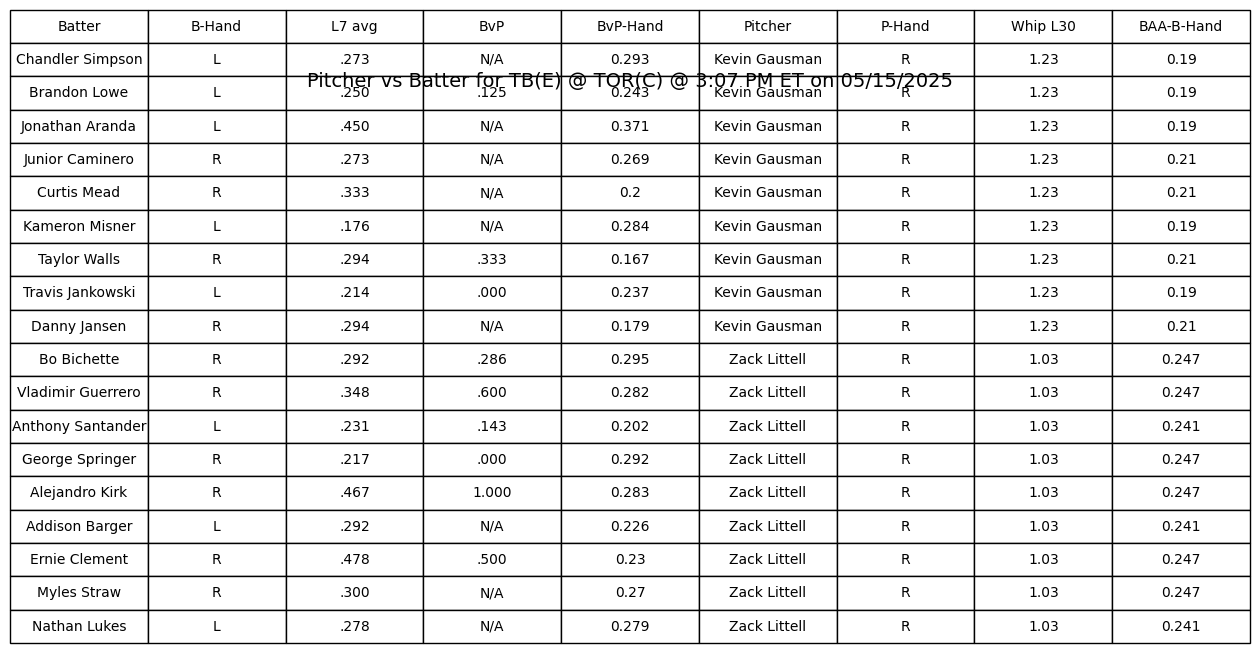 Batter B-Hand L7 avg BvP BvP-Hand Pitcher P-Hand Whip L30 BAA-B-Hand
Chandler Simpson L .273 N/A 0.293 Kevin Gausman R 1.23 0.19
Pitcher vs Batter for TB(E) @ TOR(C) @ 3:07 PM ET on 05/15/2025
Brandon Lowe L .250 .125 0.243 Kevin Gausman R 1.23 0.19
Jonathan Aranda L .450 N/A 0.371 Kevin Gausman R 1.23 0.19
Junior Caminero R .273 N/A 0.269 Kevin Gausman R 1.23 0.21
Curtis Mead R .333 N/A 0.2 Kevin Gausman R 1.23 0.21
Kameron Misner L .176 N/A 0.284 Kevin Gausman R 1.23 0.19
Taylor Walls R .294 .333 0.167 Kevin Gausman R 1.23 0.21
Travis Jankowski L .214 .000 0.237 Kevin Gausman R 1.23 0.19
Danny Jansen R .294 N/A 0.179 Kevin Gausman R 1.23 0.21
Bo Bichette R .292 .286 0.295 Zack Littell R 1.03 0.247
Vladimir Guerrero R .348 .600 0.282 Zack Littell R 1.03 0.247
Anthony Santander L .231 .143 0.202 Zack Littell R 1.03 0.241
George Springer R .217 .000 0.292 Zack Littell R 1.03 0.247
Alejandro Kirk R .467 1.000 0.283 Zack Littell R 1.03 0.247
Addison Barger L .292 N/A 0.226 Zack Littell R 1.03 0.241
Ernie Clement R .478 .500 0.23 Zack Littell R 1.03 0.247
Myles Straw R .300 N/A 0.27 Zack Littell R 1.03 0.247
Nathan Lukes L .278 N/A 0.279 Zack Littell R 1.03 0.241